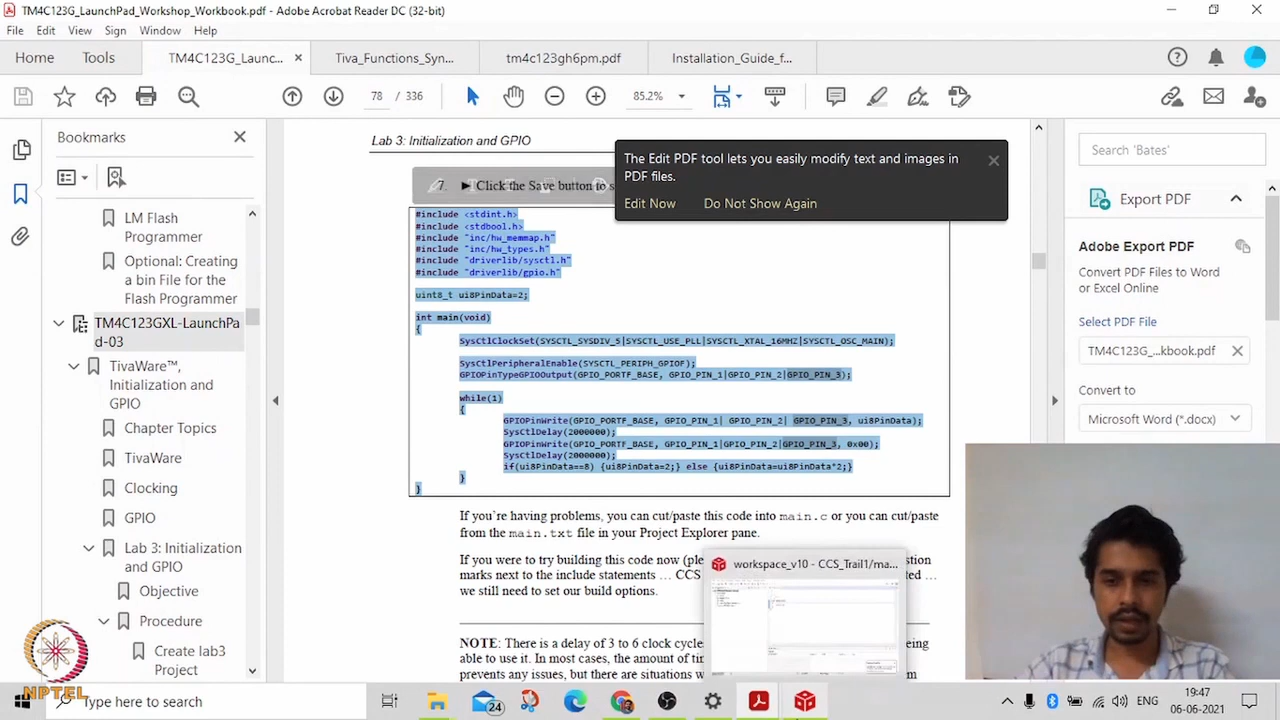 TM4C123G_LaunchPad_Workshop_Workbook.pdf - Adobe Acrobat Reader DC (32-bit)
File Edit View Sign Window Help
Home Tools TM4C123G_Launc... Tiva_Functions_Syn... tm4c123gh6pm.pdf Installation_Guide_f...
78 / 336 85.2%
Bookmarks
LM Flash
Programmer
Optional: Creating
a bin File for the
Flash Programmer
TM4C123GXL-LaunchPa
d-03
TivaWare™,
Initialization and
GPIO
Chapter Topics
TivaWare
Clocking
GPIO
Lab 3: Initialization
and GPIO
Objective
Procedure
Create lab3
Project
Lab 3: Initialization and GPIO
7. ► Click the Save button to s
The Edit PDF tool lets you easily modify text and images in
PDF files.
Edit Now Do Not Show Again
#include <stdint.h>
#include <stdbool.h>
#include "inc/hw_memmap.h"
#include "inc/hw_types.h"
#include "driverlib/sysctl.h"
#include "driverlib/gpio.h"
uint8_t ui8PinData=2;
int main(void)
{
SysCtlClockSet(SYSCTL_SYSDIV_5|SYSCTL_USE_PLL|SYSCTL_XTAL_16MHZ|SYSCTL_OSC_MAIN);
SysCtlPeripheralEnable(SYSCTL_PERIPH_GPIOF);
GPIOPinTypeGPIOOutput(GPIO_PORTF_BASE, GPIO_PIN_1|GPIO_PIN_2|GPIO_PIN_3);
while(1)
{
GPIOPinWrite(GPIO_PORTF_BASE, GPIO_PIN_1| GPIO_PIN_2| GPIO_PIN_3, ui8PinData);
SysCtlDelay(2000000);
GPIOPinWrite(GPIO_PORTF_BASE, GPIO_PIN_1|GPIO_PIN_2|GPIO_PIN_3, 0x00);
SysCtlDelay(2000000);
if(ui8PinData==8) {ui8PinData=2;} else {ui8PinData=ui8PinData*2;}
}
}
If you're having problems, you can cut/paste this code into main.c or you can cut/paste
from the main.txt file in your Project Explorer pane.
If you were to try building this code now (ple estion
marks next to the include statements … CCS ted …
we still need to set our build options.
NOTE: There is a delay of 3 to 6 clock cycle eing
able to use it. In most cases, the amount of tim
prevents any issues, but there are situations w em
workspace_v10 - CCS_Trail1/ma...
Search 'Bates'
Export PDF
Adobe Export PDF
Convert PDF Files to Word
or Excel Online
Select PDF File
TM4C123G_...kbook.pdf
Convert to
Microsoft Word (*.docx)
NPTEL
Type here to search
24
ENG
19:47
06-06-2021